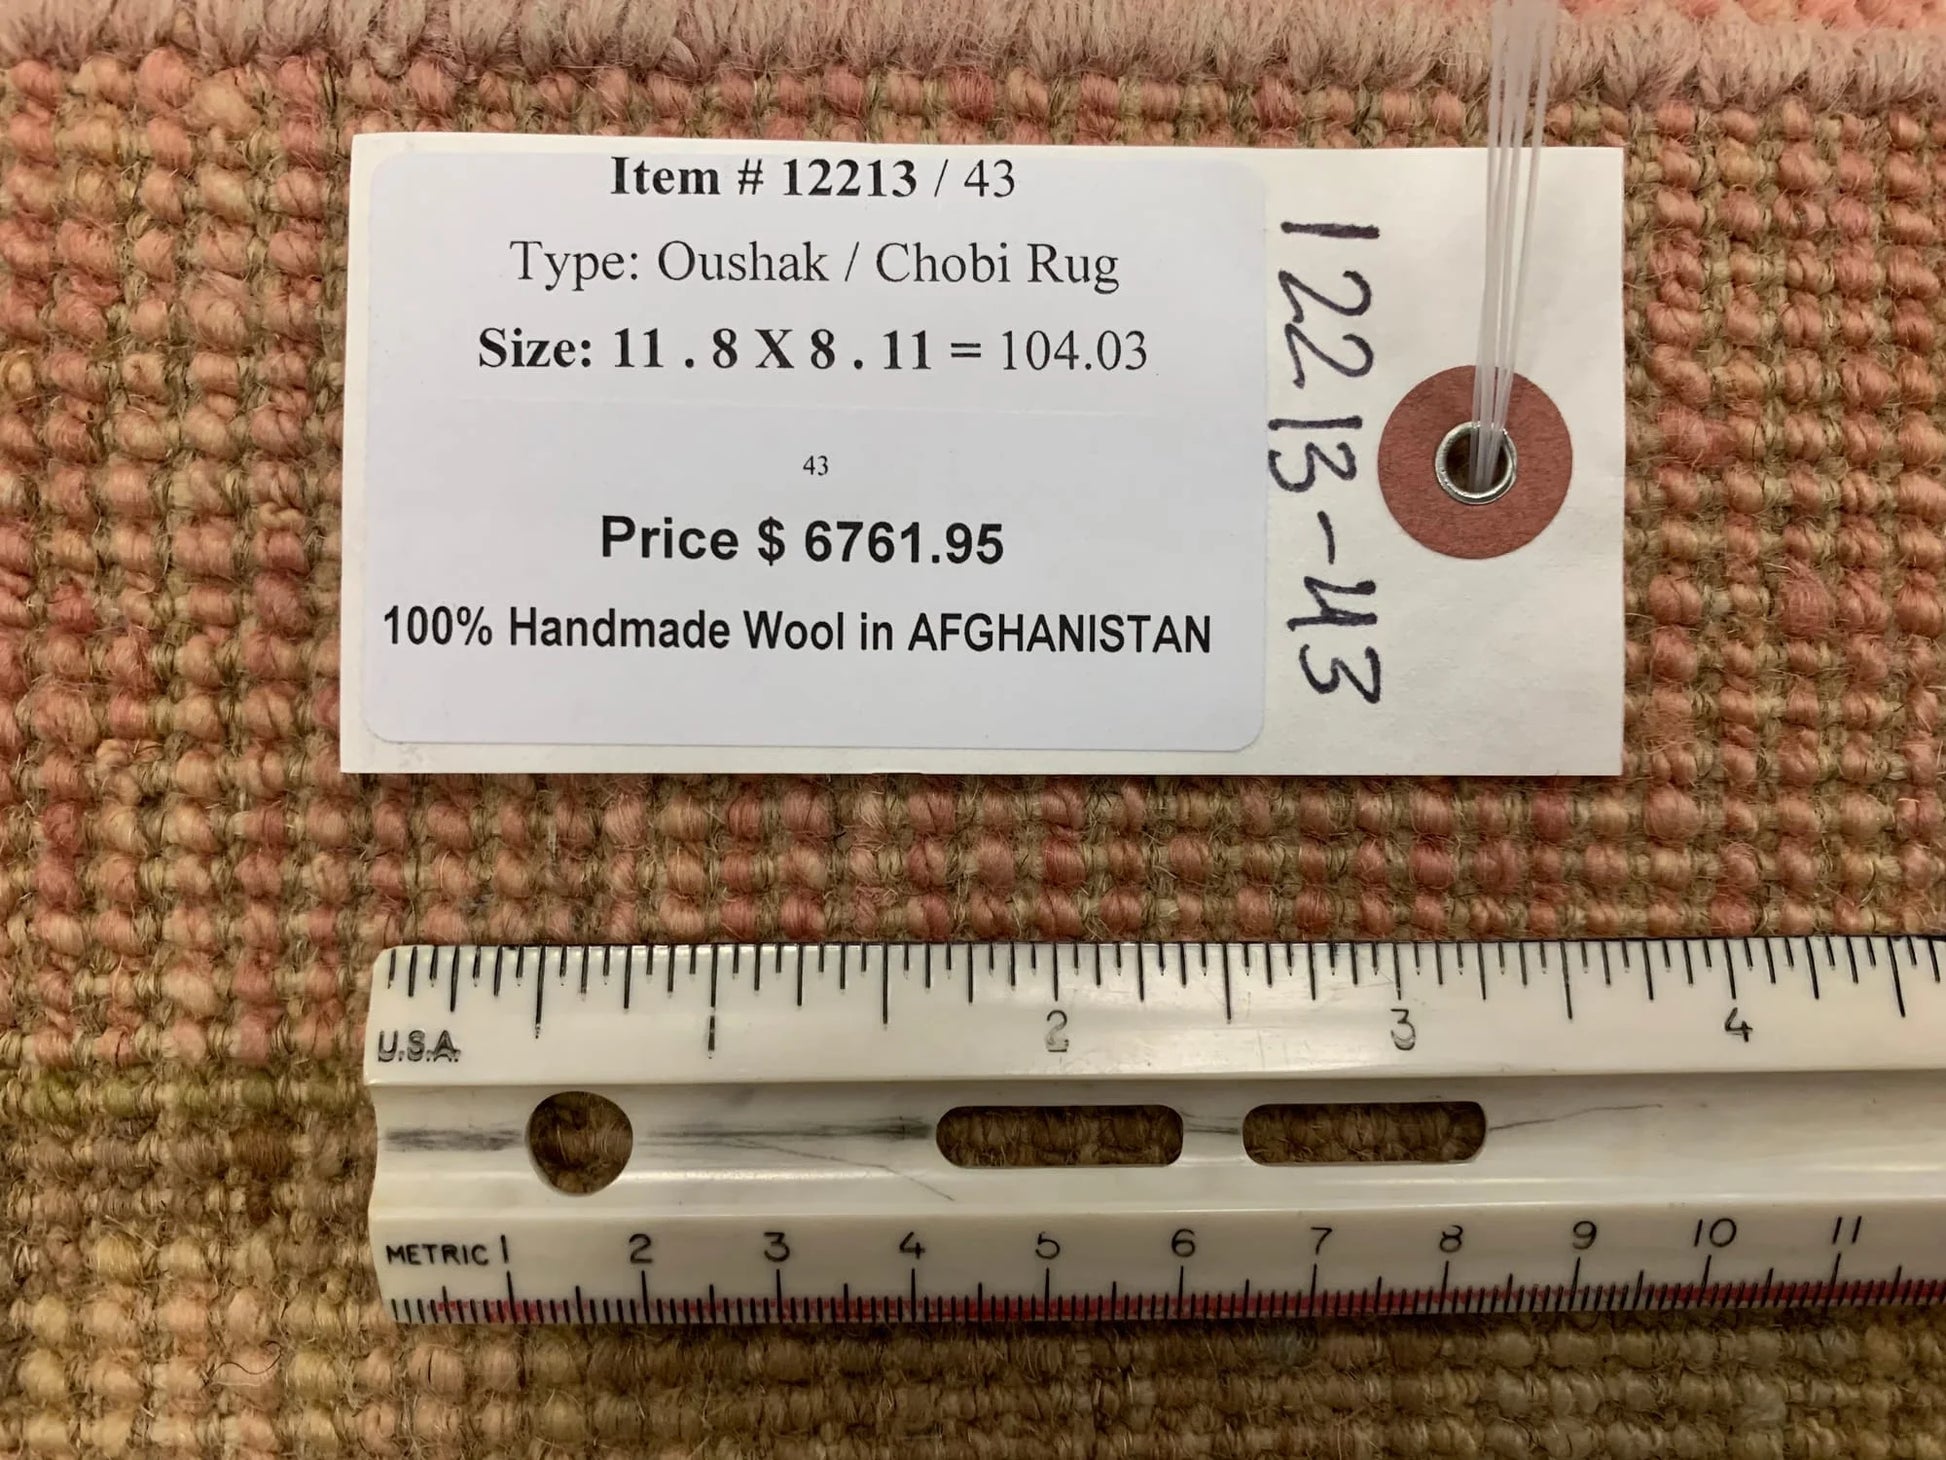 Item # 12213 / 43
Type: Oushak / Chobi Rug
Size: 11 . 8 X 8 . 11 = 104.03
43
Price $ 6761.95
100% Handmade Wool in AFGHANISTAN
12213-43
1 2 3 4
U.S.A.
METRIC 1 2 3 4 5 6 7 8 9 10 11